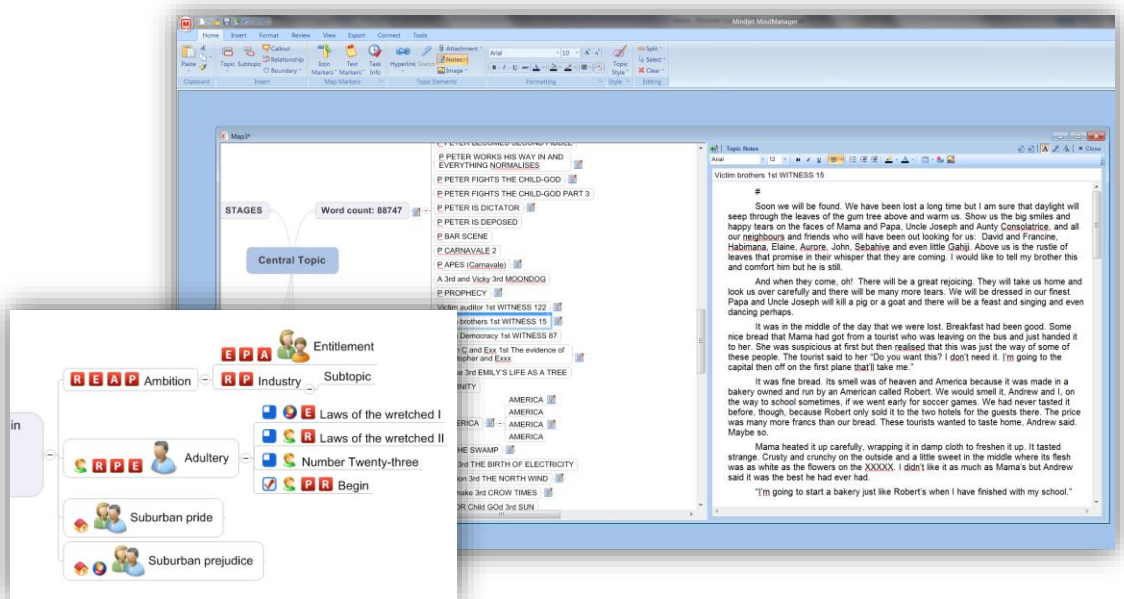 Mindjet MindManager
Home Insert Format Review View Export Connect Tools
Paste
Topic Subtopic
Callout
Relationship
Boundary
Icon Markers
Text Markers
Task Info
Hyperlink
Attachment
Notes
Image
Arial 10
B I U
Topic Style
Split
Select
Clear
Clipboard Insert Map Markers Topic Elements Formatting Style Editing
Map3*
STAGES
Word count: 88747
Central Topic
P PETER BECOMES SECOND FIDDLE
P PETER WORKS HIS WAY IN AND
EVERYTHING NORMALISES
P PETER FIGHTS THE CHILD-GOD
P PETER FIGHTS THE CHILD-GOD PART 3
P PETER IS DICTATOR
P PETER IS DEPOSED
P BAR SCENE
P CARNAVALE 2
P APES (Carnavale)
A 3rd and Vicky 3rd MOONDOG
P PROPHECY
Victim auditor 1st WITNESS 122
brothers 1st WITNESS 15
Democracy 1st WITNESS 87
C and Exx 1st The evidence of
opher and Exxx
ke 3rd EMILY'S LIFE AS A TREE
INITY
AMERICA
AMERICA
ERICA
AMERICA
AMERICA
HE SWAMP
3rd THE BIRTH OF ELECTRICITY
on 3rd THE NORTH WIND
nake 3rd CROW TIMES
OR Child GOd 3rd SUN
Topic Notes
Close
Arial 12 B I U
Victim brothers 1st WITNESS 15
#
Soon we will be found. We have been lost a long time but I am sure that daylight will
seep through the leaves of the gum tree above and warm us. Show us the big smiles and
happy tears on the faces of Mama and Papa, Uncle Joseph and Aunty Consolatrice, and all
our neighbours and friends who will have been out looking for us: David and Francine,
Habimana, Elaine, Aurore, John, Sebahive and even little Gahiji. Above us is the rustle of
leaves that promise in their whisper that they are coming. I would like to tell my brother this
and comfort him but he is still.
And when they come, oh! There will be a great rejoicing. They will take us home and
look us over carefully and there will be many more tears. We will be dressed in our finest
Papa and Uncle Joseph will kill a pig or a goat and there will be a feast and singing and even
dancing perhaps.
It was in the middle of the day that we were lost. Breakfast had been good. Some
nice bread that Mama had got from a tourist who was leaving on the bus and just handed it
to her. She was suspicious at first but then realised that this was just the way of some of
these people. The tourist said to her "Do you want this? I don't need it. I'm going to the
capital then off on the first plane that'll take me."
It was fine bread. Its smell was of heaven and America because it was made in a
bakery owned and run by an American called Robert. We would smell it, Andrew and I, on
the way to school sometimes, if we went early for soccer games. We had never tasted it
before, though, because Robert only sold it to the two hotels for the guests there. The price
was many more francs than our bread. These tourists wanted to taste home, Andrew said.
Maybe so.
Mama heated it up carefully, wrapping it in damp cloth to freshen it up. It tasted
strange. Crusty and crunchy on the outside and a little sweet in the middle where its flesh
was as white as the flowers on the XXXXX. I didn't like it as much as Mama's but Andrew
said it was the best he had ever had.
"I'm going to start a bakery just like Robert's when I have finished with my school."
in
R E A P Ambition
E P A Entitlement
R P Industry
Subtopic
R P E Adultery
E Laws of the wretched I
R Laws of the wretched II
Number Twenty-three
P R Begin
Suburban pride
Suburban prejudice